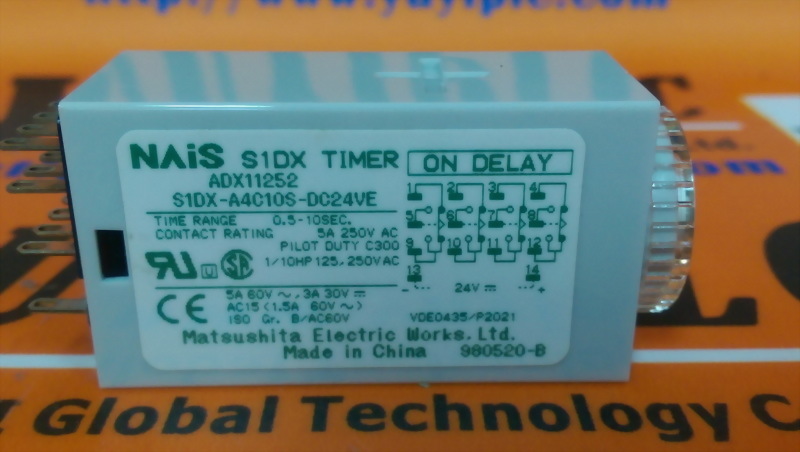 NAiS S1DX TIMER ON DELAY
ADX11252
S1DX-A4C10S-DC24VE
TIME RANGE 0.5-10SEC.
CONTACT RATING 5A 250V AC
PILOT DUTY C300
1/10HP 125,250VAC
1 2 3 4
5 6 7 8
9 10 11 12
13 14
- 24V ⎓ +
5A 60V ~, 3A 30V ⎓
AC15 (1.5A 60V ~)
ISO Gr. B/AC60V
VDE0435/P2021
CE
Matsushita Electric Works, Ltd.
Made in China 980520-B
Global Technology C
Ltd.